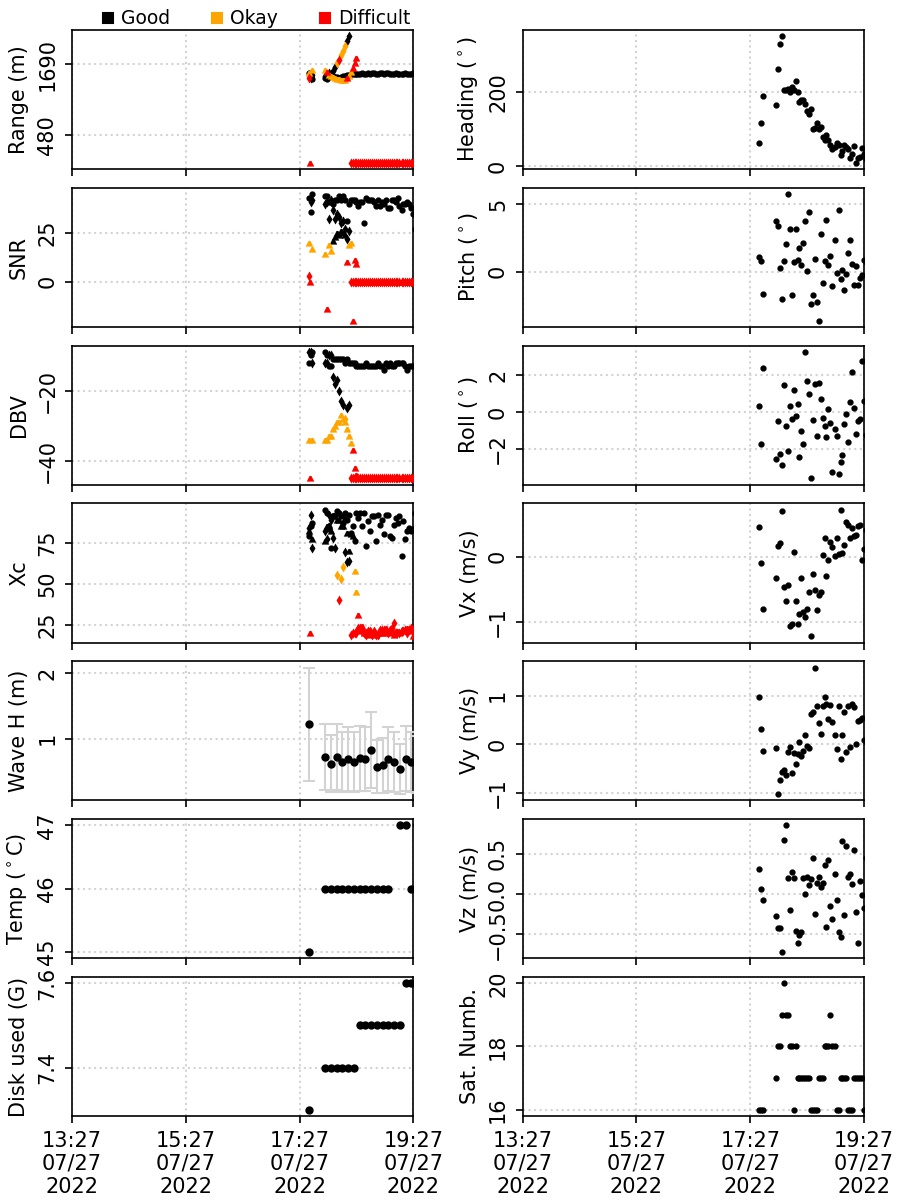 Good Okay Difficult
Range (m)
1690
480
Heading (°)
200
0
SNR
25
0
Pitch (°)
5
0
DBV
−20
−40
Roll (°)
2
0
−2
Xc
75
50
25
Vx (m/s)
0
−1
Wave H (m)
2
1
Vy (m/s)
1
0
−1
Temp (°C)
47
46
45
Vz (m/s)
0.5
0.0
−0.5
Disk used (G)
7.6
7.4
Sat. Numb.
20
18
16
13:27 15:27 17:27 19:27
07/27 07/27 07/27 07/27
2022 2022 2022 2022
13:27 15:27 17:27 19:27
07/27 07/27 07/27 07/27
2022 2022 2022 2022